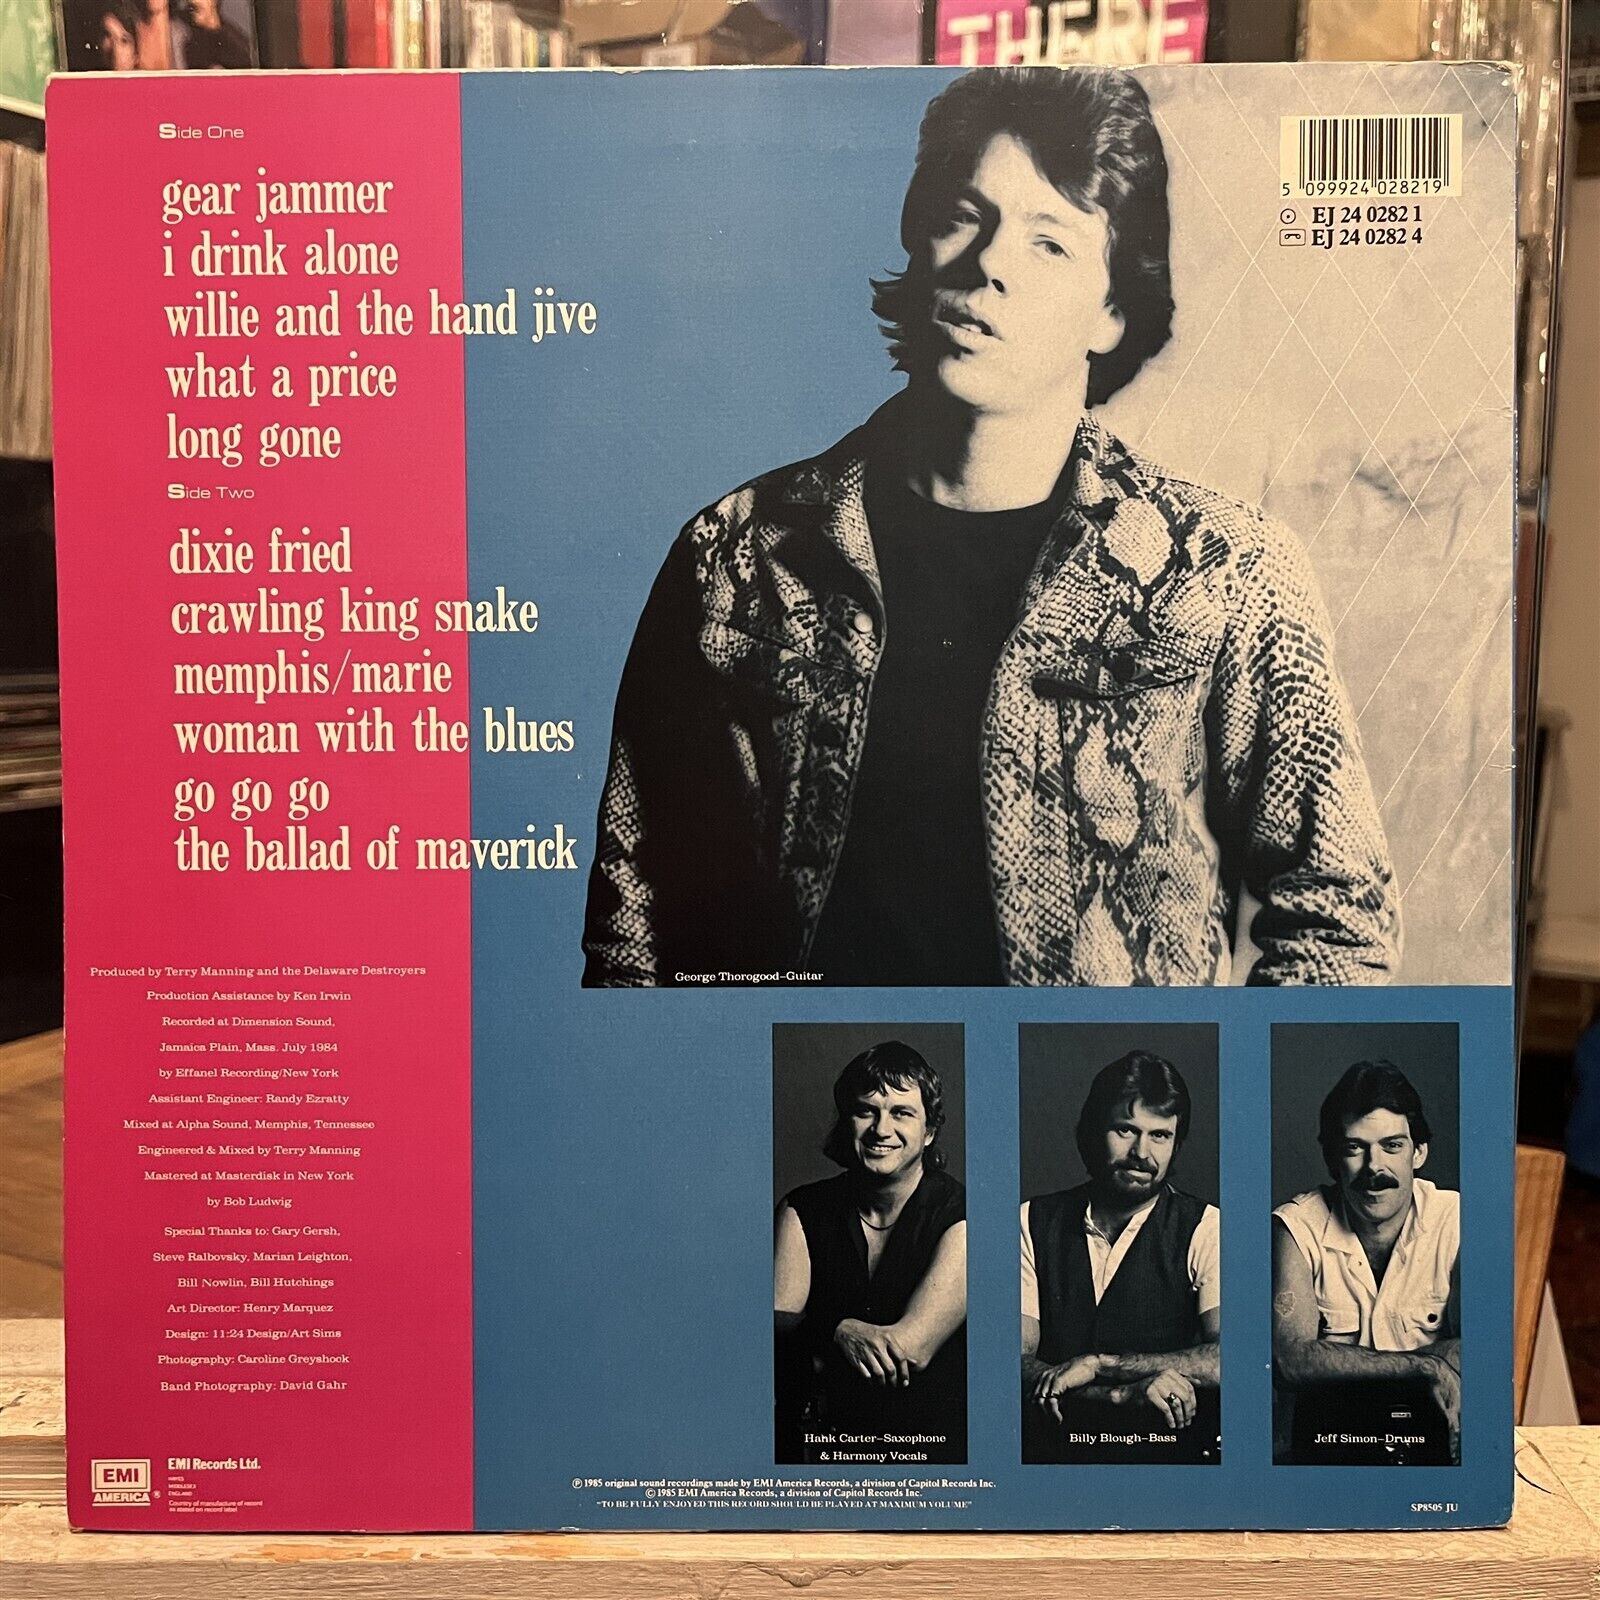 THERE
Side One
gear jammer
i drink alone
willie and the hand jive
what a price
long gone
Side Two
dixie fried
crawling king snake
memphis/marie
woman with the blues
go go go
the ballad of maverick
5 099924 028219
EJ 24 0282 1
EJ 24 0282 4
George Thorogood–Guitar
Produced by Terry Manning and the Delaware Destroyers
Production Assistance by Ken Irwin
Recorded at Dimension Sound,
Jamaica Plain, Mass. July 1984
by Effanel Recording/New York
Assistant Engineer: Randy Ezratty
Mixed at Alpha Sound, Memphis, Tennessee
Engineered & Mixed by Terry Manning
Mastered at Masterdisk in New York
by Bob Ludwig
Special Thanks to: Gary Gersh,
Steve Ralbovsky, Marian Leighton,
Bill Nowlin, Bill Hutchings
Art Director: Henry Marquez
Design: 11:24 Design/Art Sims
Photography: Caroline Greyshock
Band Photography: David Gahr
Hank Carter–Saxophone
& Harmony Vocals
Billy Blough–Bass
Jeff Simon–Drums
EMI
AMERICA®
EMI Records Ltd.
HAYES
MIDDLESEX
ENGLAND
Country of manufacture of record
as stated on record label
℗ 1985 original sound recordings made by EMI America Records, a division of Capitol Records Inc.
© 1985 EMI America Records, a division of Capitol Records Inc.
"TO BE FULLY ENJOYED THIS RECORD SHOULD BE PLAYED AT MAXIMUM VOLUME"
SP8505 JU